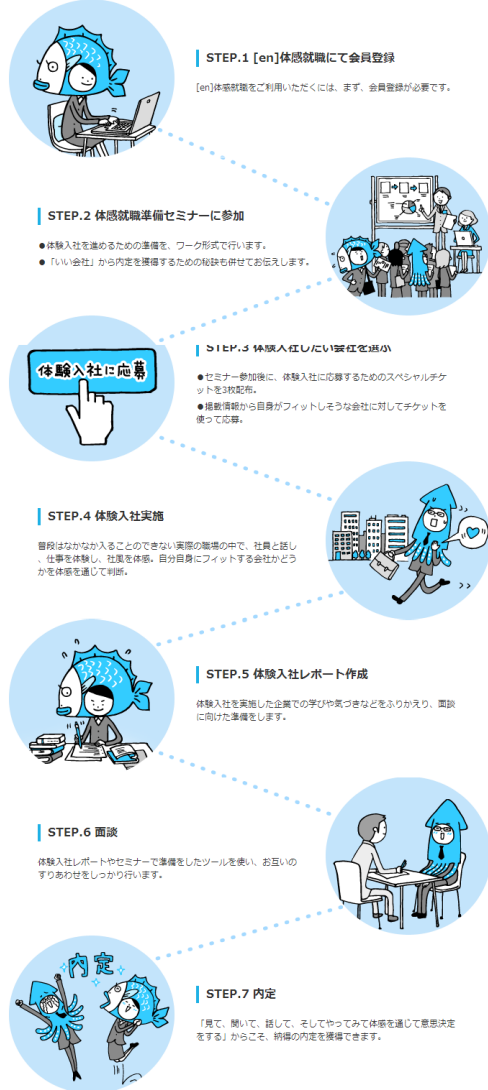 STEP.1 [en]体感就職にて会員登録
[en]体感就職をご利用いただくには、まず、会員登録が必要です。
STEP.2 体感就職準備セミナーに参加
●体験入社を進めるための準備を、ワーク形式で行います。
●「いい会社」から内定を獲得するための秘訣も併せてお伝えします。
体験入社に応募
STEP.3 体験入社したい会社を選ぶ
●セミナー参加後に、体験入社に応募するためのスペシャルチケ
ットを3枚配布。
●掲載情報から自身がフィットしそうな会社に対してチケットを
使って応募。
STEP.4 体験入社実施
普段はなかなか入ることのできない実際の職場の中で、社員と話し
、仕事を体験し、社風を体感。自分自身にフィットする会社かどう
かを体感を通じて判断。
STEP.5 体験入社レポート作成
体験入社を実施した企業での学びや気づきなどをふりかえり、面談
に向けた準備をします。
STEP.6 面談
体験入社レポートやセミナーで準備をしたツールを使い、お互いの
すりあわせをしっかり行います。
内定
STEP.7 内定
「見て、聞いて、話して、そしてやってみて体感を通じて意思決定
をする」からこそ、納得の内定を獲得できます。